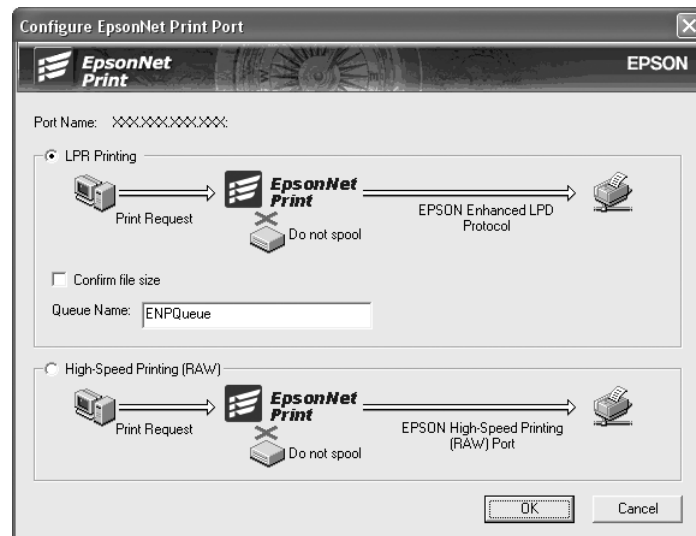 Configure EpsonNet Print Port
EpsonNet
Print
EPSON
Port Name: XXX.XXX.XXX.XXX:
LPR Printing
Print Request
EpsonNet
Print
Do not spool
EPSON Enhanced LPD
Protocol
Confirm file size
Queue Name: ENPQueue
High-Speed Printing (RAW)
Print Request
EpsonNet
Print
Do not spool
EPSON High-Speed Printing
(RAW) Port
OK Cancel